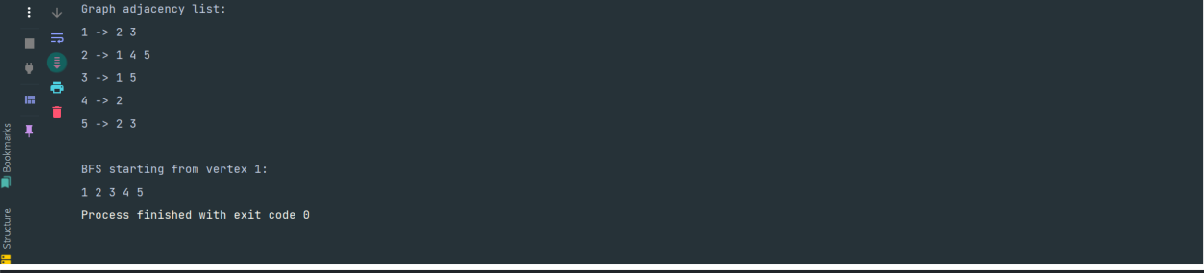 Graph adjacency list:
1 -> 2 3
2 -> 1 4 5
3 -> 1 5
4 -> 2
5 -> 2 3
BFS starting from vertex 1:
1 2 3 4 5
Process finished with exit code 0
Bookmarks
Structure